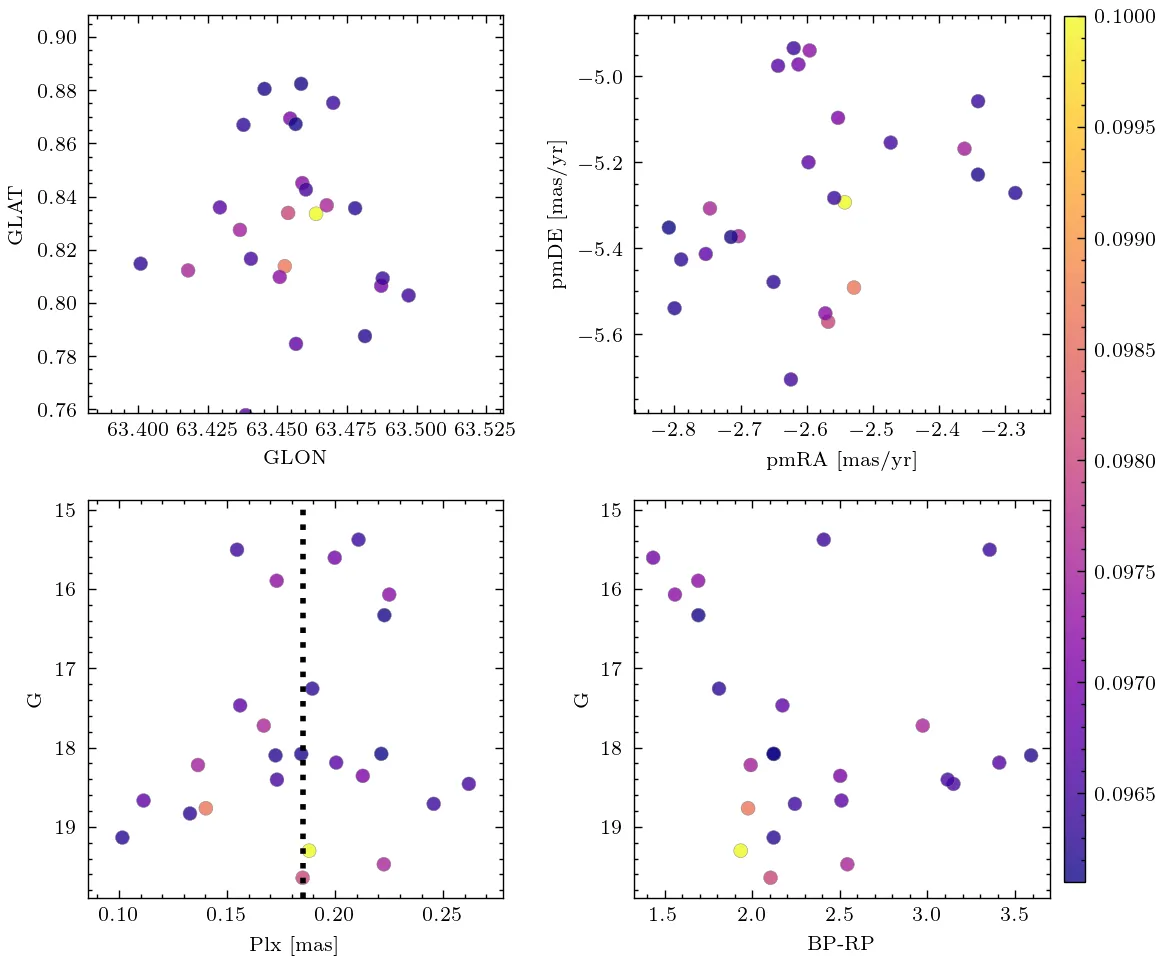 0.90
0.88
0.86
0.84
0.82
0.80
0.78
0.76
GLAT
63.400 63.425 63.450 63.475 63.500 63.525
GLON
−5.0
−5.2
−5.4
−5.6
pmDE [mas/yr]
−2.8 −2.7 −2.6 −2.5 −2.4 −2.3
pmRA [mas/yr]
0.1000
0.0995
0.0990
0.0985
0.0980
0.0975
0.0970
0.0965
15
16
17
18
19
G
0.10 0.15 0.20 0.25
Plx [mas]
15
16
17
18
19
G
1.5 2.0 2.5 3.0 3.5
BP-RP